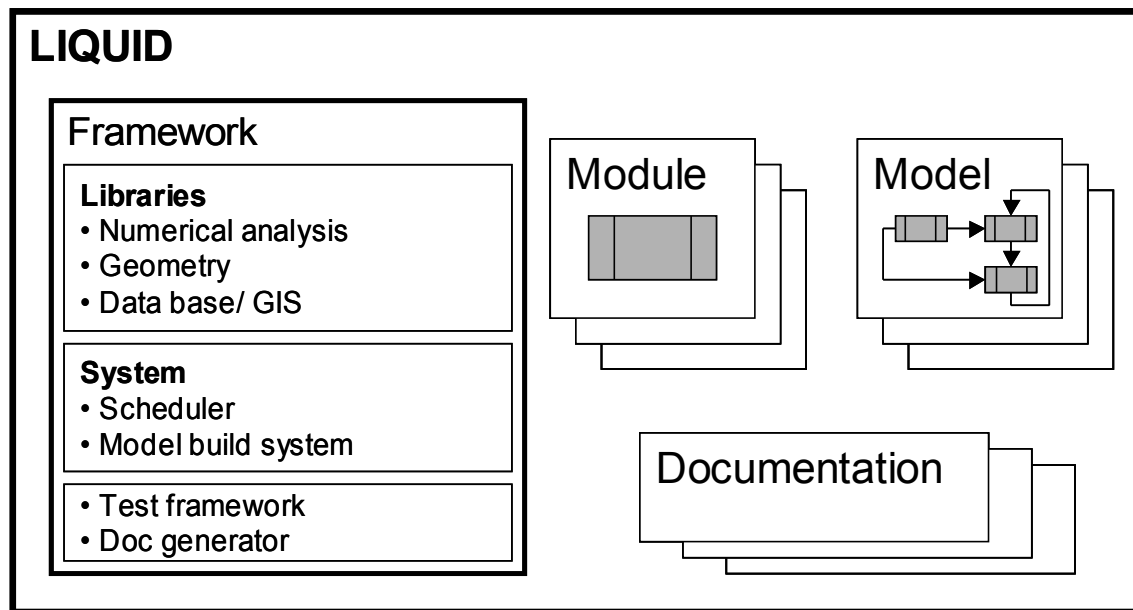 LIQUID
Framework
Libraries
• Numerical analysis
• Geometry
• Data base/ GIS
System
• Scheduler
• Model build system
• Test framework
• Doc generator
Module
Model
Documentation